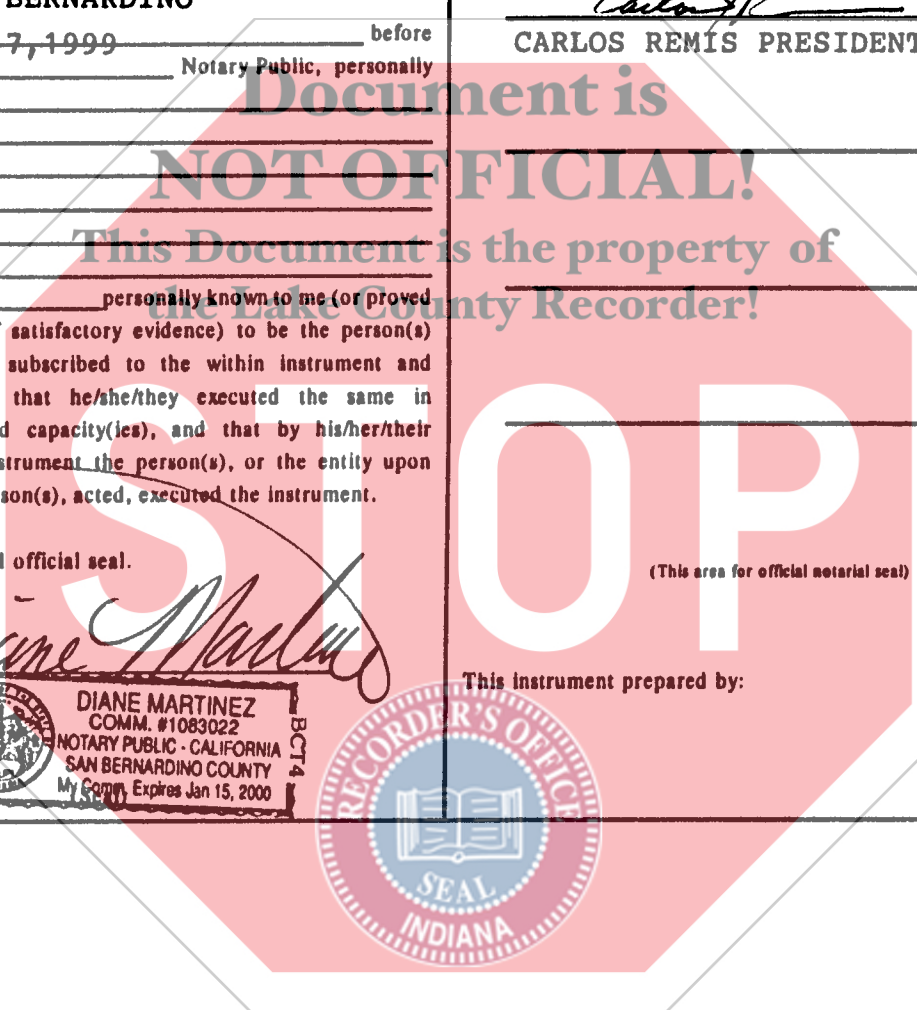 BERNARDINO
7,1999 before
Notary Public, personally
personally known to me (or proved
satisfactory evidence) to be the person(s)
subscribed to the within instrument and
that he/she/they executed the same in
d capacity(ies), and that by his/her/their
strument the person(s), or the entity upon
son(s), acted, executed the instrument.
official seal.
Diane Martinez
DIANE MARTINEZ
COMM. #1083022
NOTARY PUBLIC - CALIFORNIA
SAN BERNARDINO COUNTY
My Comm. Expires Jan 15, 2000
BCT4
(SEAL)
CARLOS REMIS PRESIDENT
(This area for official notarial seal)
This instrument prepared by:
Document is
NOT OFFICIAL!
This Document is the property of
the Lake County Recorder!
STOP
RECORDER'S OFFICE
SEAL
INDIANA